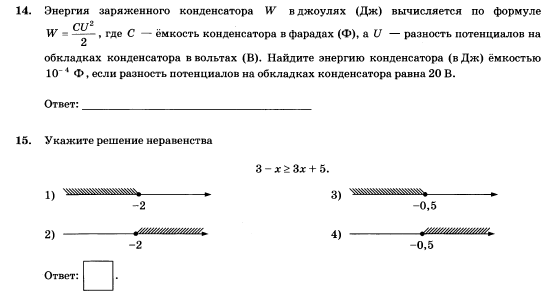 14. Энергия заряженного конденсатора W в джоулях (Дж) вычисляется по формуле
W = CU²/2, где C — ёмкость конденсатора в фарадах (Ф), а U — разность потенциалов на
обкладках конденсатора в вольтах (В). Найдите энергию конденсатора (в Дж) ёмкостью
10⁻⁴ Ф, если разность потенциалов на обкладках конденсатора равна 20 В.
Ответ:
15. Укажите решение неравенства
3 – x ≥ 3x + 5.
1) –2
3) –0,5
2) –2
4) –0,5
Ответ: .